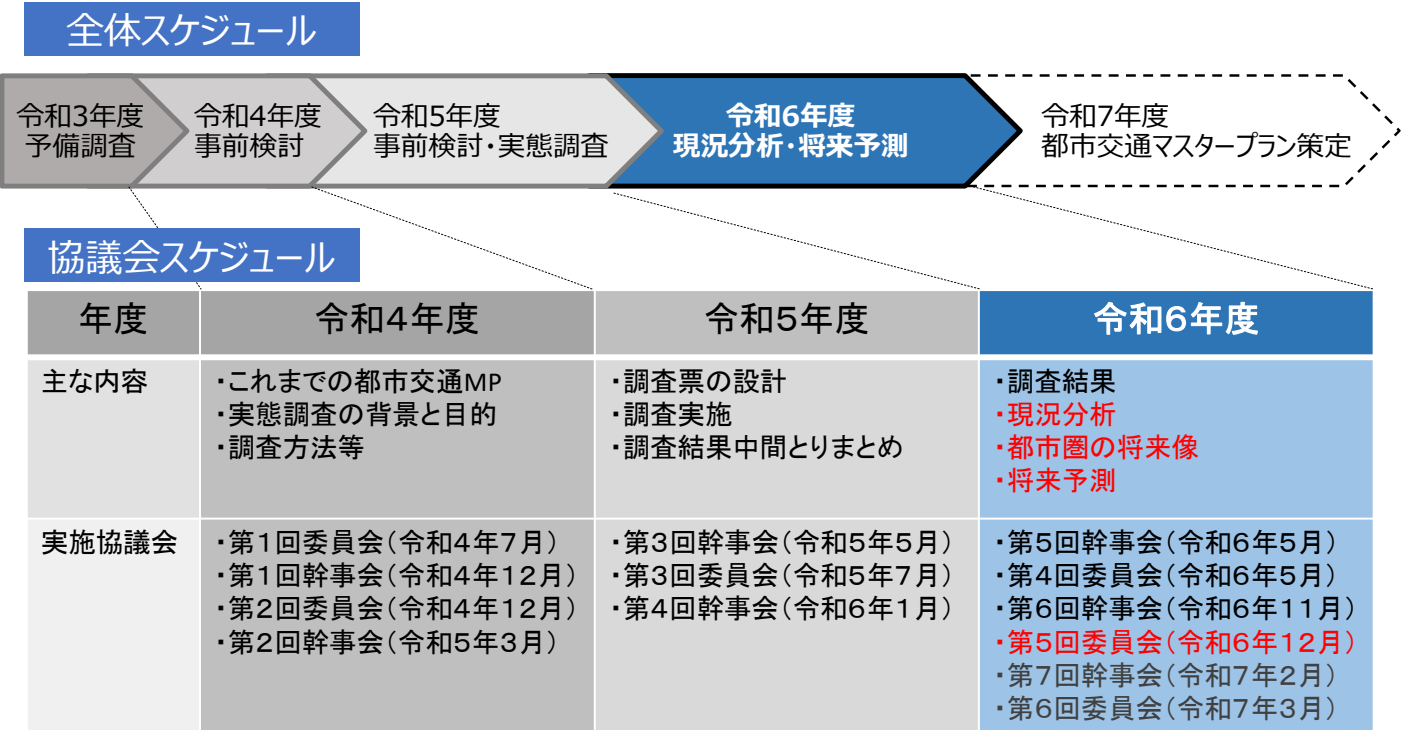 全体スケジュール
令和3年度
予備調査
令和4年度
事前検討
令和5年度
事前検討・実態調査
令和6年度
現況分析・将来予測
令和7年度
都市交通マスタープラン策定
協議会スケジュール
年度
令和４年度
令和５年度
令和６年度
主な内容
・これまでの都市交通MP
・実態調査の背景と目的
・調査方法等
・調査票の設計
・調査実施
・調査結果中間とりまとめ
・調査結果
・現況分析
・都市圏の将来像
・将来予測
実施協議会
・第１回委員会（令和４年７月）
・第１回幹事会（令和４年１２月）
・第２回委員会（令和４年１２月）
・第２回幹事会（令和５年３月）
・第３回幹事会（令和５年５月）
・第３回委員会（令和５年７月）
・第４回幹事会（令和６年１月）
・第５回幹事会（令和６年５月）
・第４回委員会（令和６年５月）
・第６回幹事会（令和６年１１月）
・第５回委員会（令和６年１２月）
・第７回幹事会（令和７年２月）
・第６回委員会（令和７年３月）